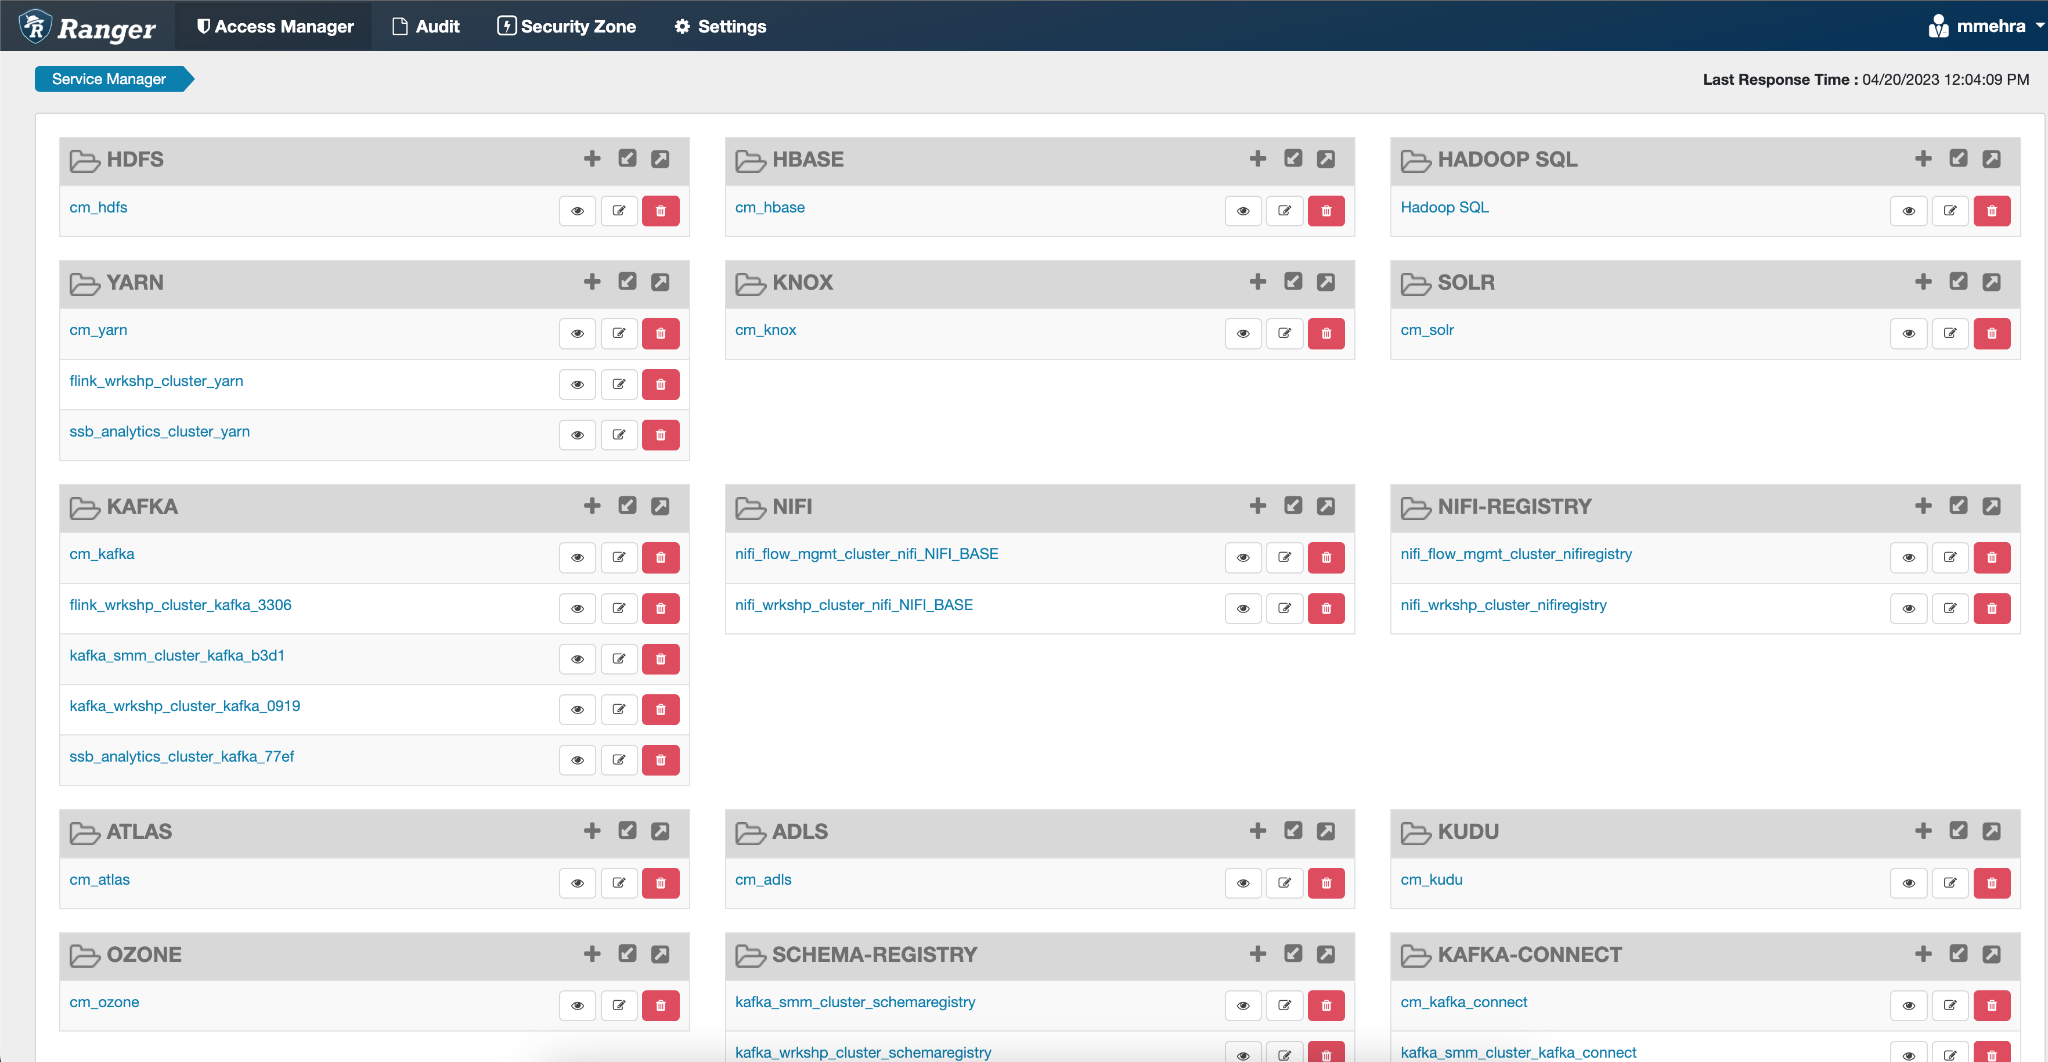 Ranger Access Manager Audit Security Zone Settings mmehra
Service Manager
Last Response Time : 04/20/2023 12:04:09 PM
HDFS
cm_hdfs
HBASE
cm_hbase
HADOOP SQL
Hadoop SQL
YARN
cm_yarn
flink_wrkshp_cluster_yarn
ssb_analytics_cluster_yarn
KNOX
cm_knox
SOLR
cm_solr
KAFKA
cm_kafka
flink_wrkshp_cluster_kafka_3306
kafka_smm_cluster_kafka_b3d1
kafka_wrkshp_cluster_kafka_0919
ssb_analytics_cluster_kafka_77ef
NIFI
nifi_flow_mgmt_cluster_nifi_NIFI_BASE
nifi_wrkshp_cluster_nifi_NIFI_BASE
NIFI-REGISTRY
nifi_flow_mgmt_cluster_nifiregistry
nifi_wrkshp_cluster_nifiregistry
ATLAS
cm_atlas
ADLS
cm_adls
KUDU
cm_kudu
OZONE
cm_ozone
SCHEMA-REGISTRY
kafka_smm_cluster_schemaregistry
kafka_wrkshp_cluster_schemaregistry
KAFKA-CONNECT
cm_kafka_connect
kafka_smm_cluster_kafka_connect